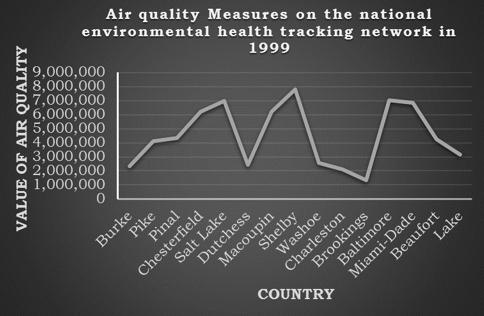 Air quality Measures on the national
environmental health tracking network in
1999
VALUE OF AIR QUALITY
9,000,000
8,000,000
7,000,000
6,000,000
5,000,000
4,000,000
3,000,000
2,000,000
1,000,000
0
Burke
Pike
Pinal
Chesterfield
Salt Lake
Dutchess
Macoupin
Shelby
Washoe
Charleston
Brookings
Baltimore
Miami-Dade
Beaufort
Lake
COUNTRY